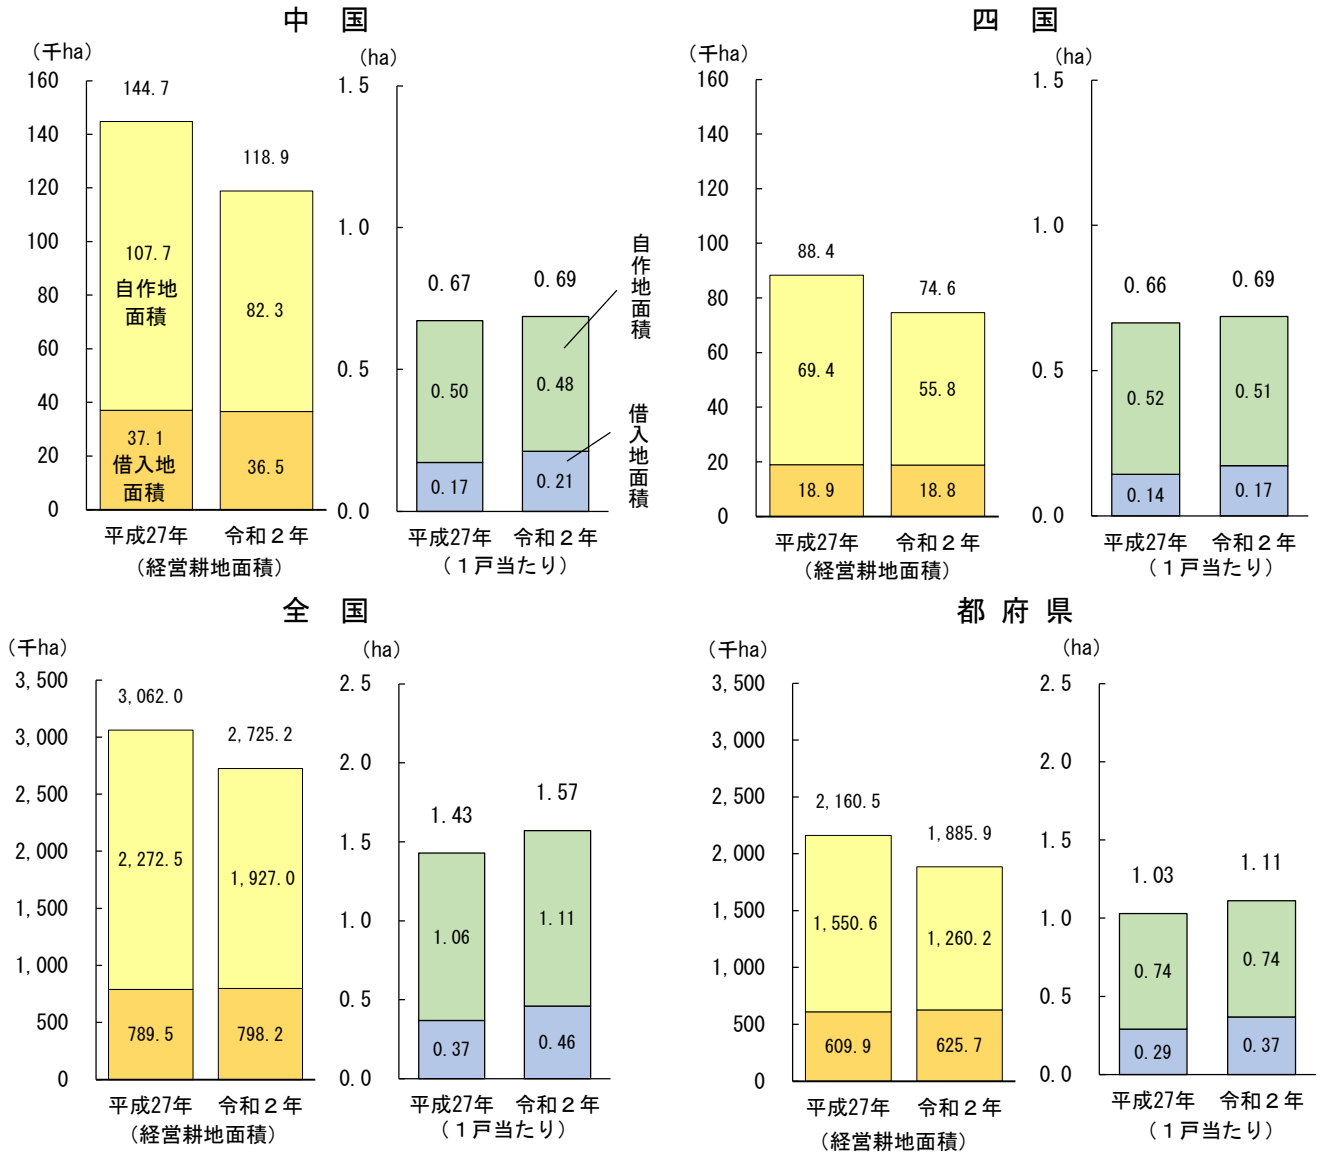 中　国
（千ha）
160
140
120
100
80
60
40
20
0
144.7
118.9
107.7
自作地
面積
82.3
37.1
借入地
面積
36.5
平成27年
令和２年
（経営耕地面積）
（ha）
1.5
1.0
0.5
0.0
0.67
0.69
0.50
0.48
0.17
0.21
自作地面積
借入地面積
平成27年
令和２年
（１戸当たり）
四　国
（千ha）
160
140
120
100
80
60
40
20
0
88.4
74.6
69.4
55.8
18.9
18.8
平成27年
令和２年
（経営耕地面積）
（ha）
1.5
1.0
0.5
0.0
0.66
0.69
0.52
0.51
0.14
0.17
平成27年
令和２年
（１戸当たり）
全　国
（千ha）
3,500
3,000
2,500
2,000
1,500
1,000
500
0
3,062.0
2,725.2
2,272.5
1,927.0
789.5
798.2
平成27年
令和２年
（経営耕地面積）
（ha）
2.5
2.0
1.5
1.0
0.5
0.0
1.43
1.57
1.06
1.11
0.37
0.46
平成27年
令和２年
（１戸当たり）
都 府 県
（千ha）
3,500
3,000
2,500
2,000
1,500
1,000
500
0
2,160.5
1,885.9
1,550.6
1,260.2
609.9
625.7
平成27年
令和２年
（経営耕地面積）
（ha）
2.5
2.0
1.5
1.0
0.5
0.0
1.03
1.11
0.74
0.74
0.29
0.37
平成27年
令和２年
（１戸当たり）